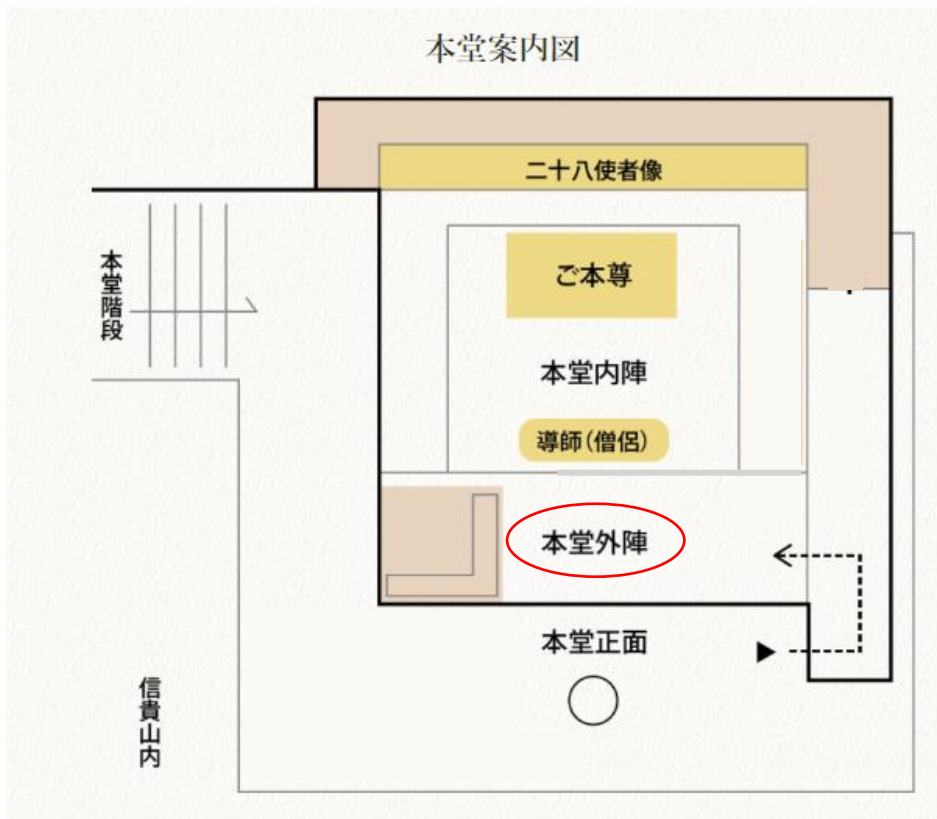 本堂案内図
二十八使者像
ご本尊
本堂階段
本堂内陣
導師(僧侶)
本堂外陣
本堂正面
信貴山内